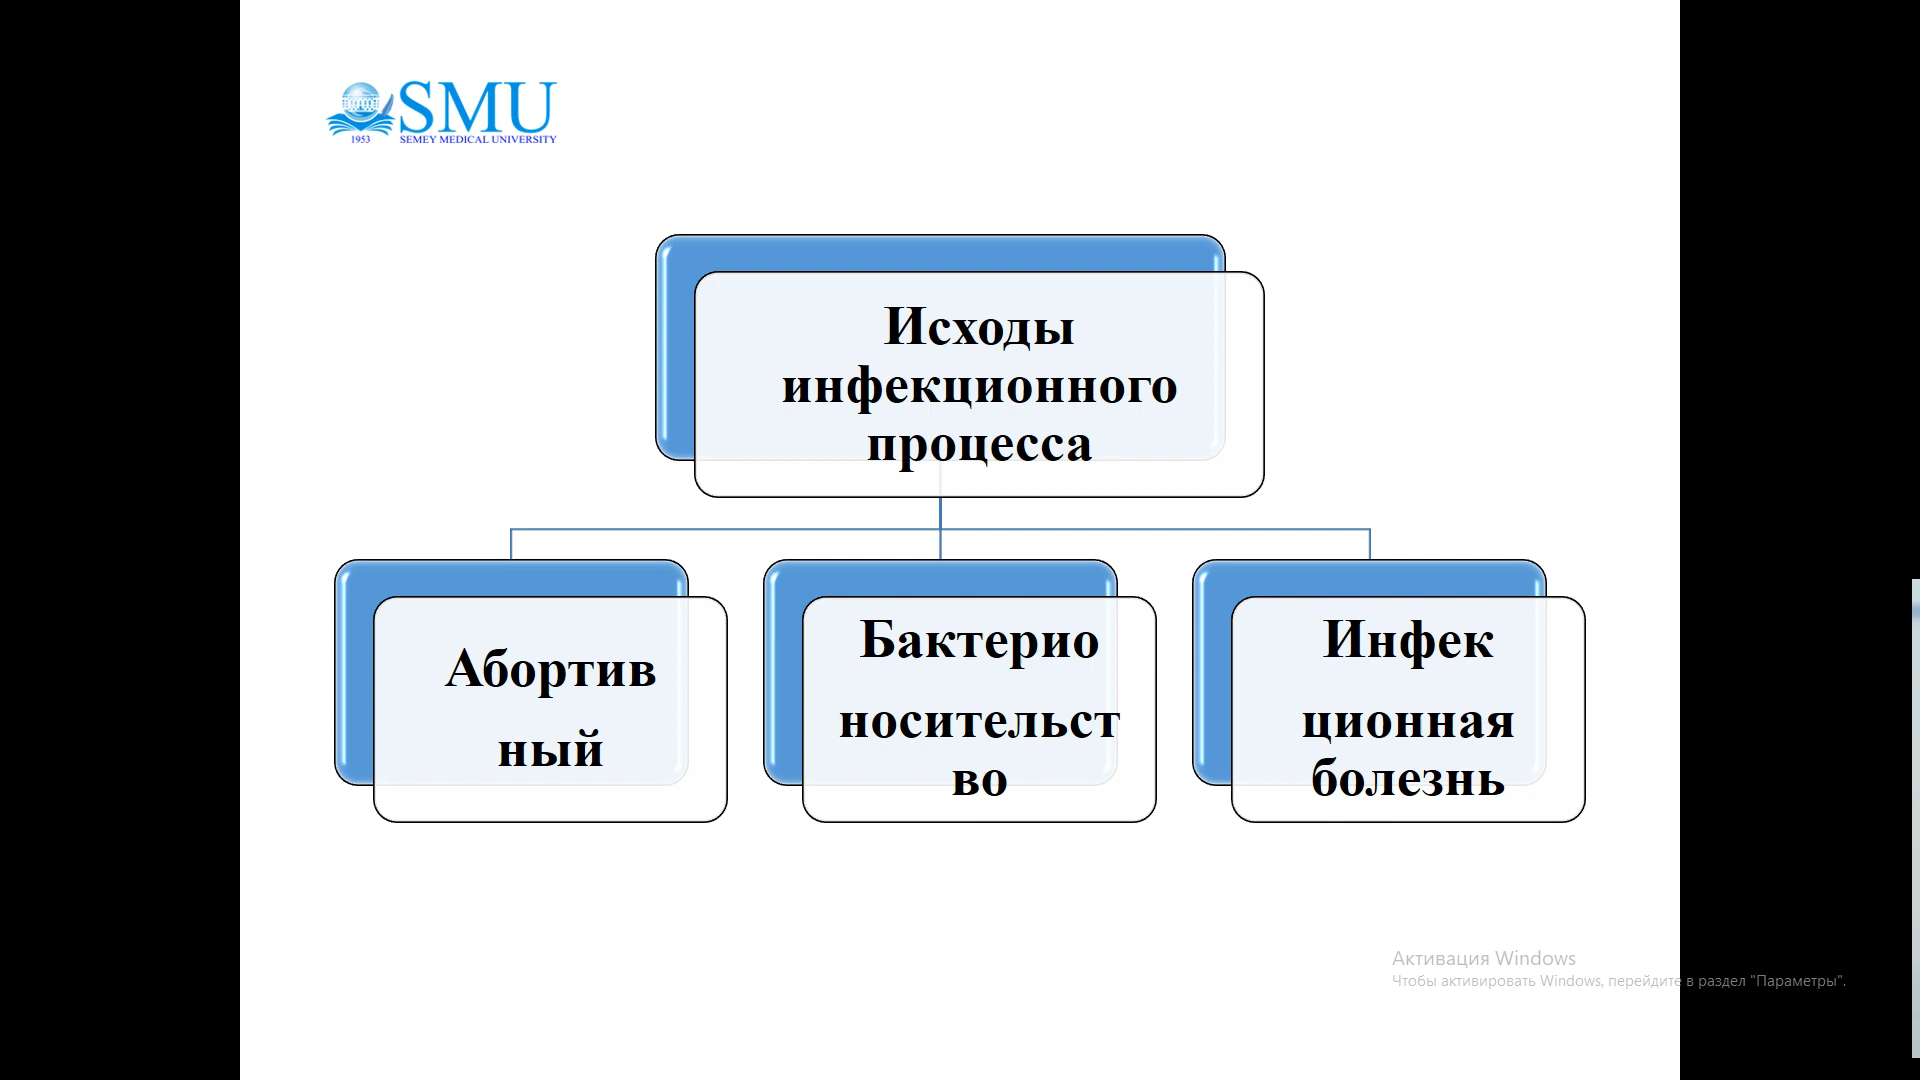 SMU
1953
SEMEY MEDICAL UNIVERSITY
Исходы
инфекционного
процесса
Абортив
ный
Бактерио
носительст
во
Инфек
ционная
болезнь
Активация Windows
Чтобы активировать Windows, перейдите в раздел "Параметры".